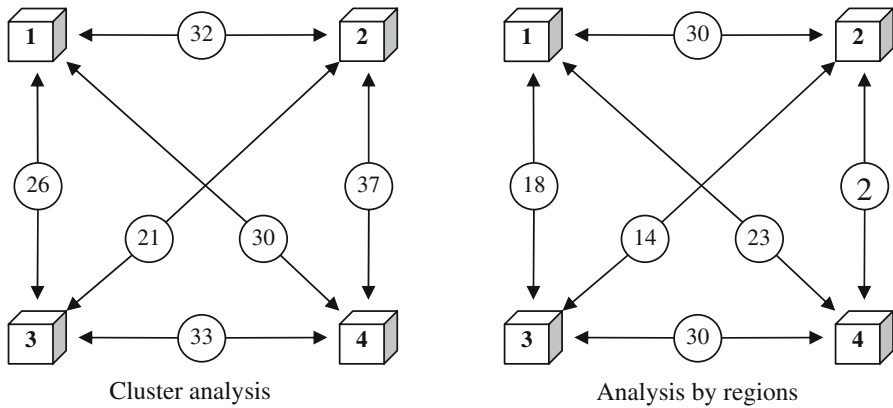 1 32 2 1 30 2
26 37 18 2
21 30 14 23
3 33 4 3 30 4
Cluster analysis Analysis by regions